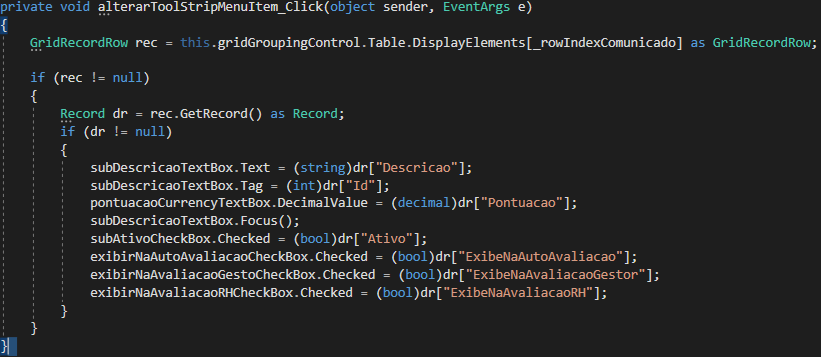 private void alterarToolStripMenuItem_Click(object sender, EventArgs e)
{
GridRecordRow rec = this.gridGroupingControl.Table.DisplayElements[_rowIndexComunicado] as GridRecordRow;
if (rec != null)
{
Record dr = rec.GetRecord() as Record;
if (dr != null)
{
subDescricaoTextBox.Text = (string)dr["Descricao"];
subDescricaoTextBox.Tag = (int)dr["Id"];
pontuacaoCurrencyTextBox.DecimalValue = (decimal)dr["Pontuacao"];
subDescricaoTextBox.Focus();
subAtivoCheckBox.Checked = (bool)dr["Ativo"];
exibirNaAutoAvaliacaoCheckBox.Checked = (bool)dr["ExibeNaAutoAvaliacao"];
exibirNaAvaliacaoGestoCheckBox.Checked = (bool)dr["ExibeNaAvaliacaoGestor"];
exibirNaAvaliacaoRHCheckBox.Checked = (bool)dr["ExibeNaAvaliacaoRH"];
}
}
}